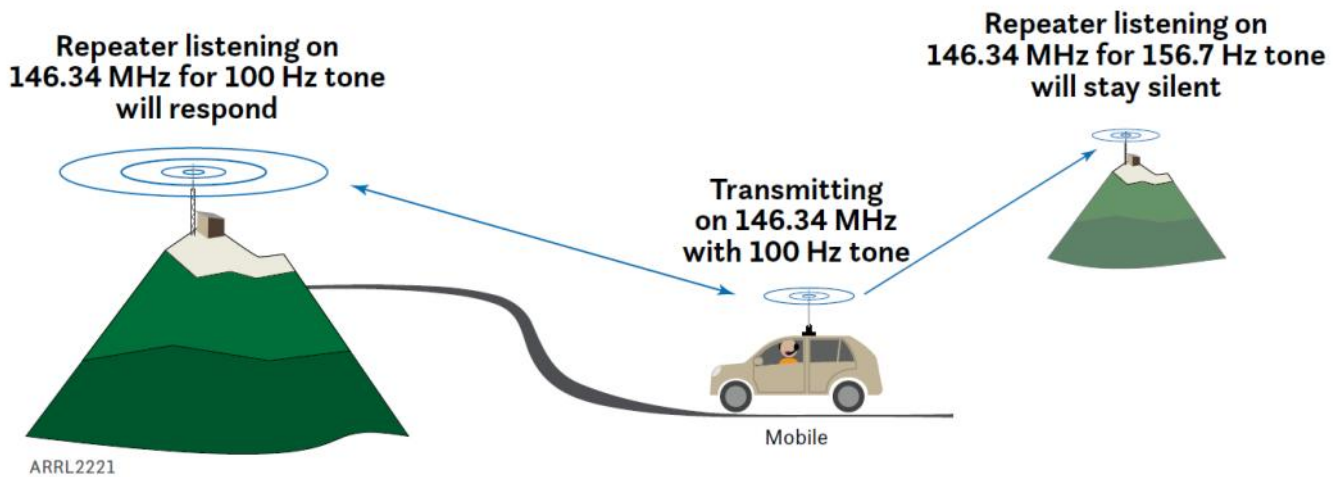 Repeater listening on
146.34 MHz for 100 Hz tone
will respond
Repeater listening on
146.34 MHz for 156.7 Hz tone
will stay silent
Transmitting
on 146.34 MHz
with 100 Hz tone
Mobile
ARRL2221